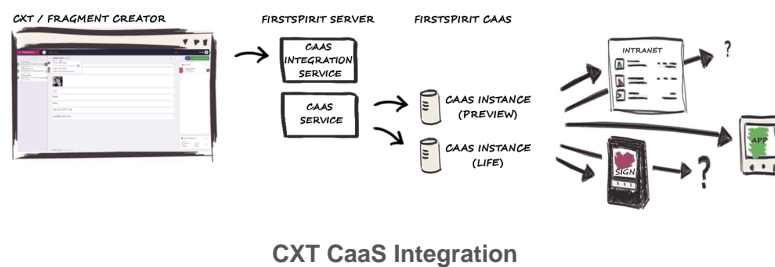 CXT / FRAGMENT CREATOR
FIRSTSPIRIT SERVER
FIRSTSPIRIT CAAS
CAAS
INTEGRATION
SERVICE
CAAS
SERVICE
CAAS INSTANCE
(PREVIEW)
CAAS INSTANCE
(LIFE)
INTRANET
?
APP
SIGN
?
CXT CaaS Integration